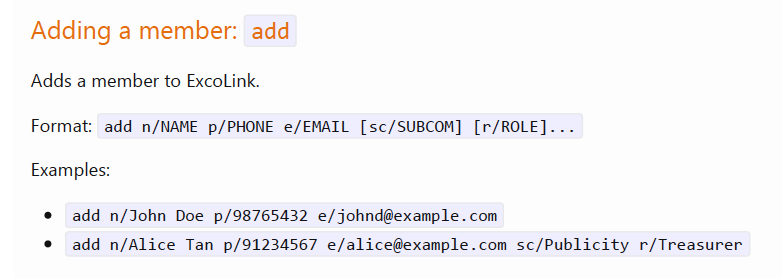 Adding a member: add
Adds a member to ExcoLink.
Format: add n/NAME p/PHONE e/EMAIL [sc/SUBCOM] [r/ROLE]...
Examples:
• add n/John Doe p/98765432 e/johnd@example.com
• add n/Alice Tan p/91234567 e/alice@example.com sc/Publicity r/Treasurer